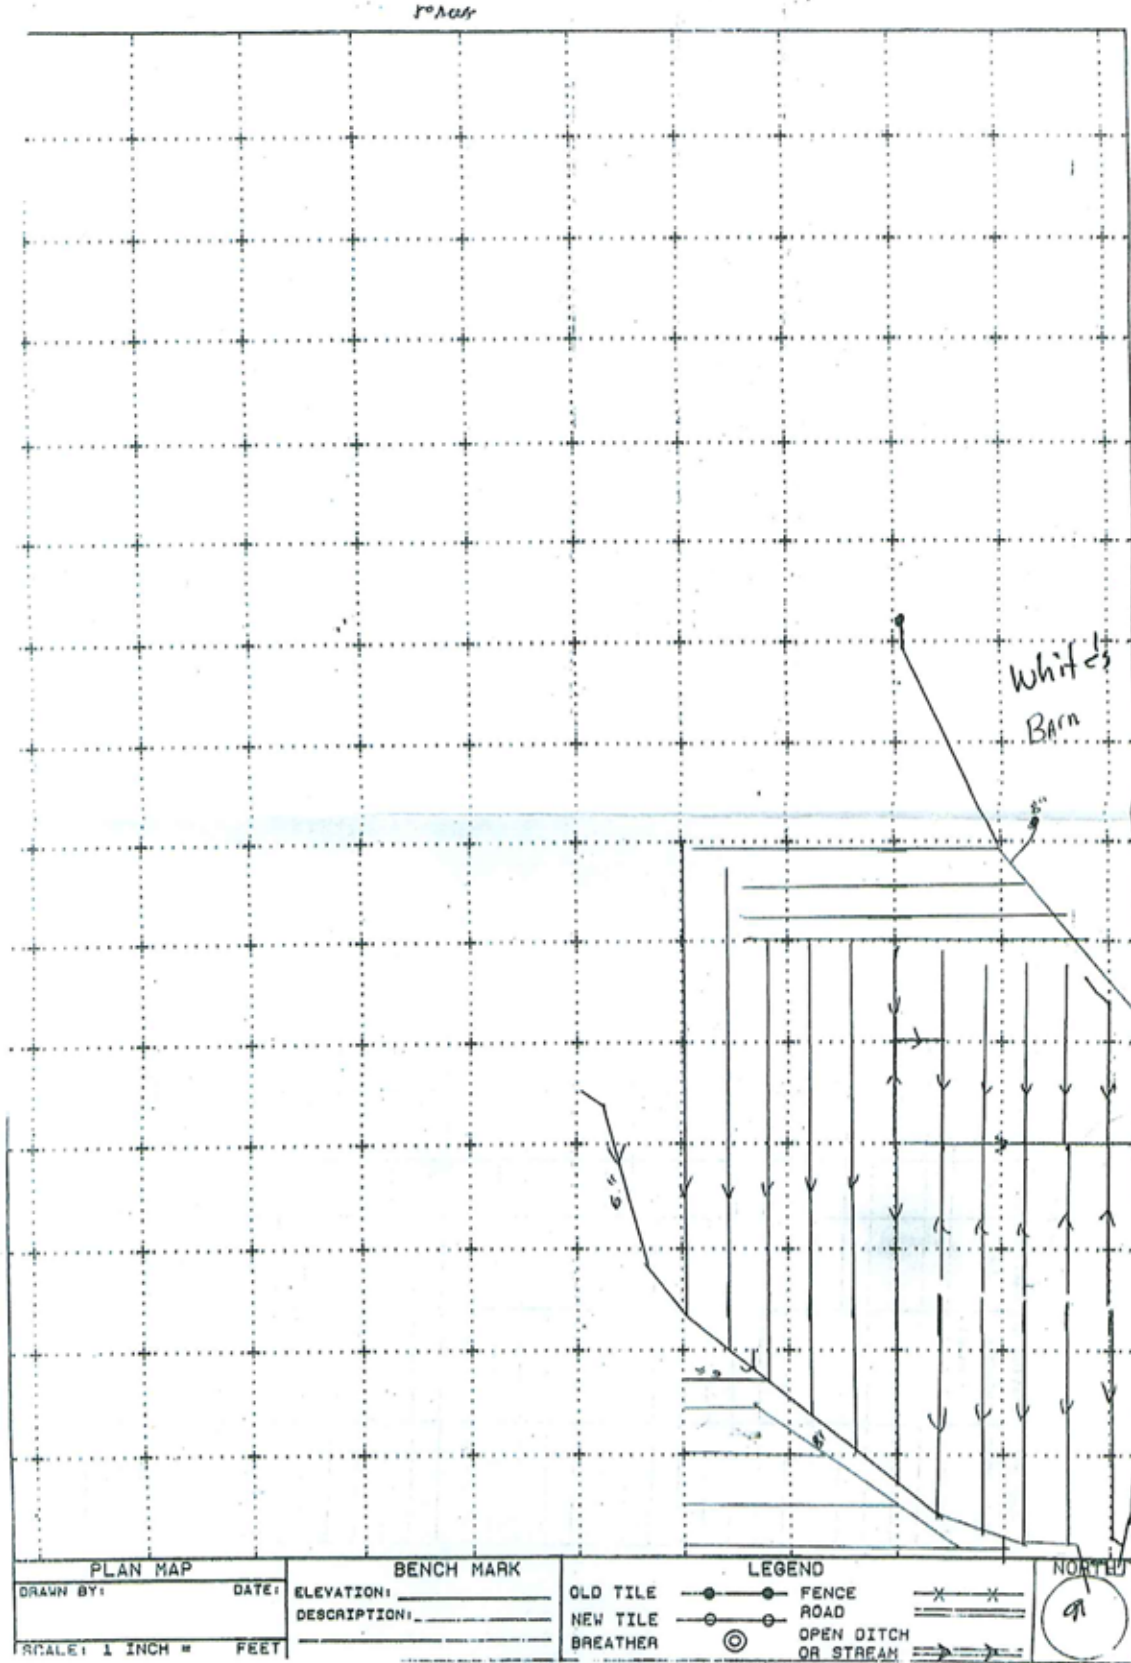 White's
Barn
8"
6"
PLAN MAP
DRAWN BY: DATE:
SCALE: 1 INCH = FEET
BENCH MARK
ELEVATION:
DESCRIPTION:
LEGEND
OLD TILE
NEW TILE
BREATHER
FENCE
ROAD
OPEN DITCH
OR STREAM
NORTH